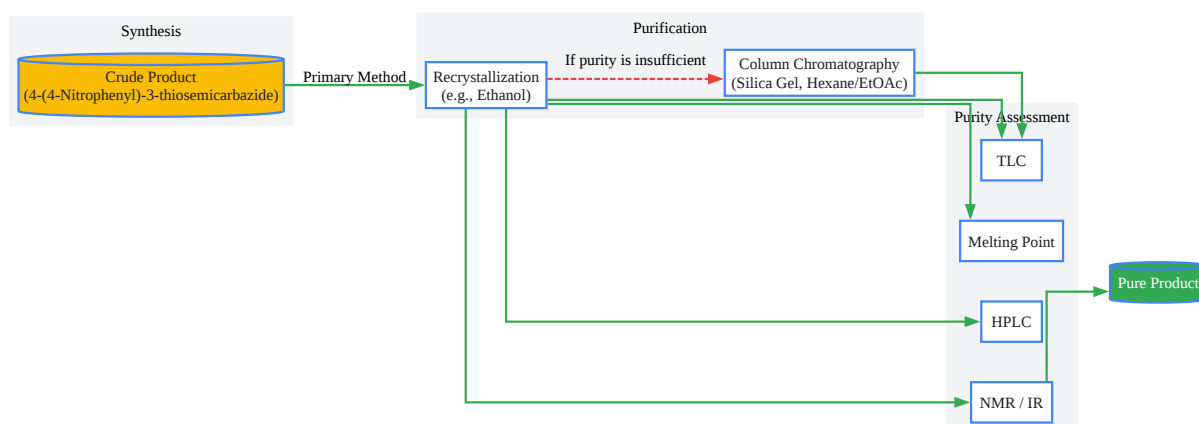 Synthesis
Crude Product
(4-(4-Nitrophenyl)-3-thiosemicarbazide)
Primary Method
Purification
Recrystallization
(e.g., Ethanol)
If purity is insufficient
Column Chromatography
(Silica Gel, Hexane/EtOAc)
Purity Assessment
TLC
Melting Point
HPLC
NMR / IR
Pure Product